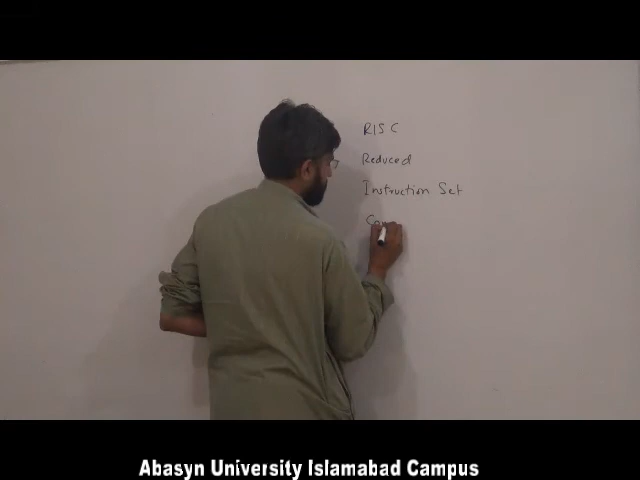 RISC
Reduced
Instruction Set
Abasyn University Islamabad Campus